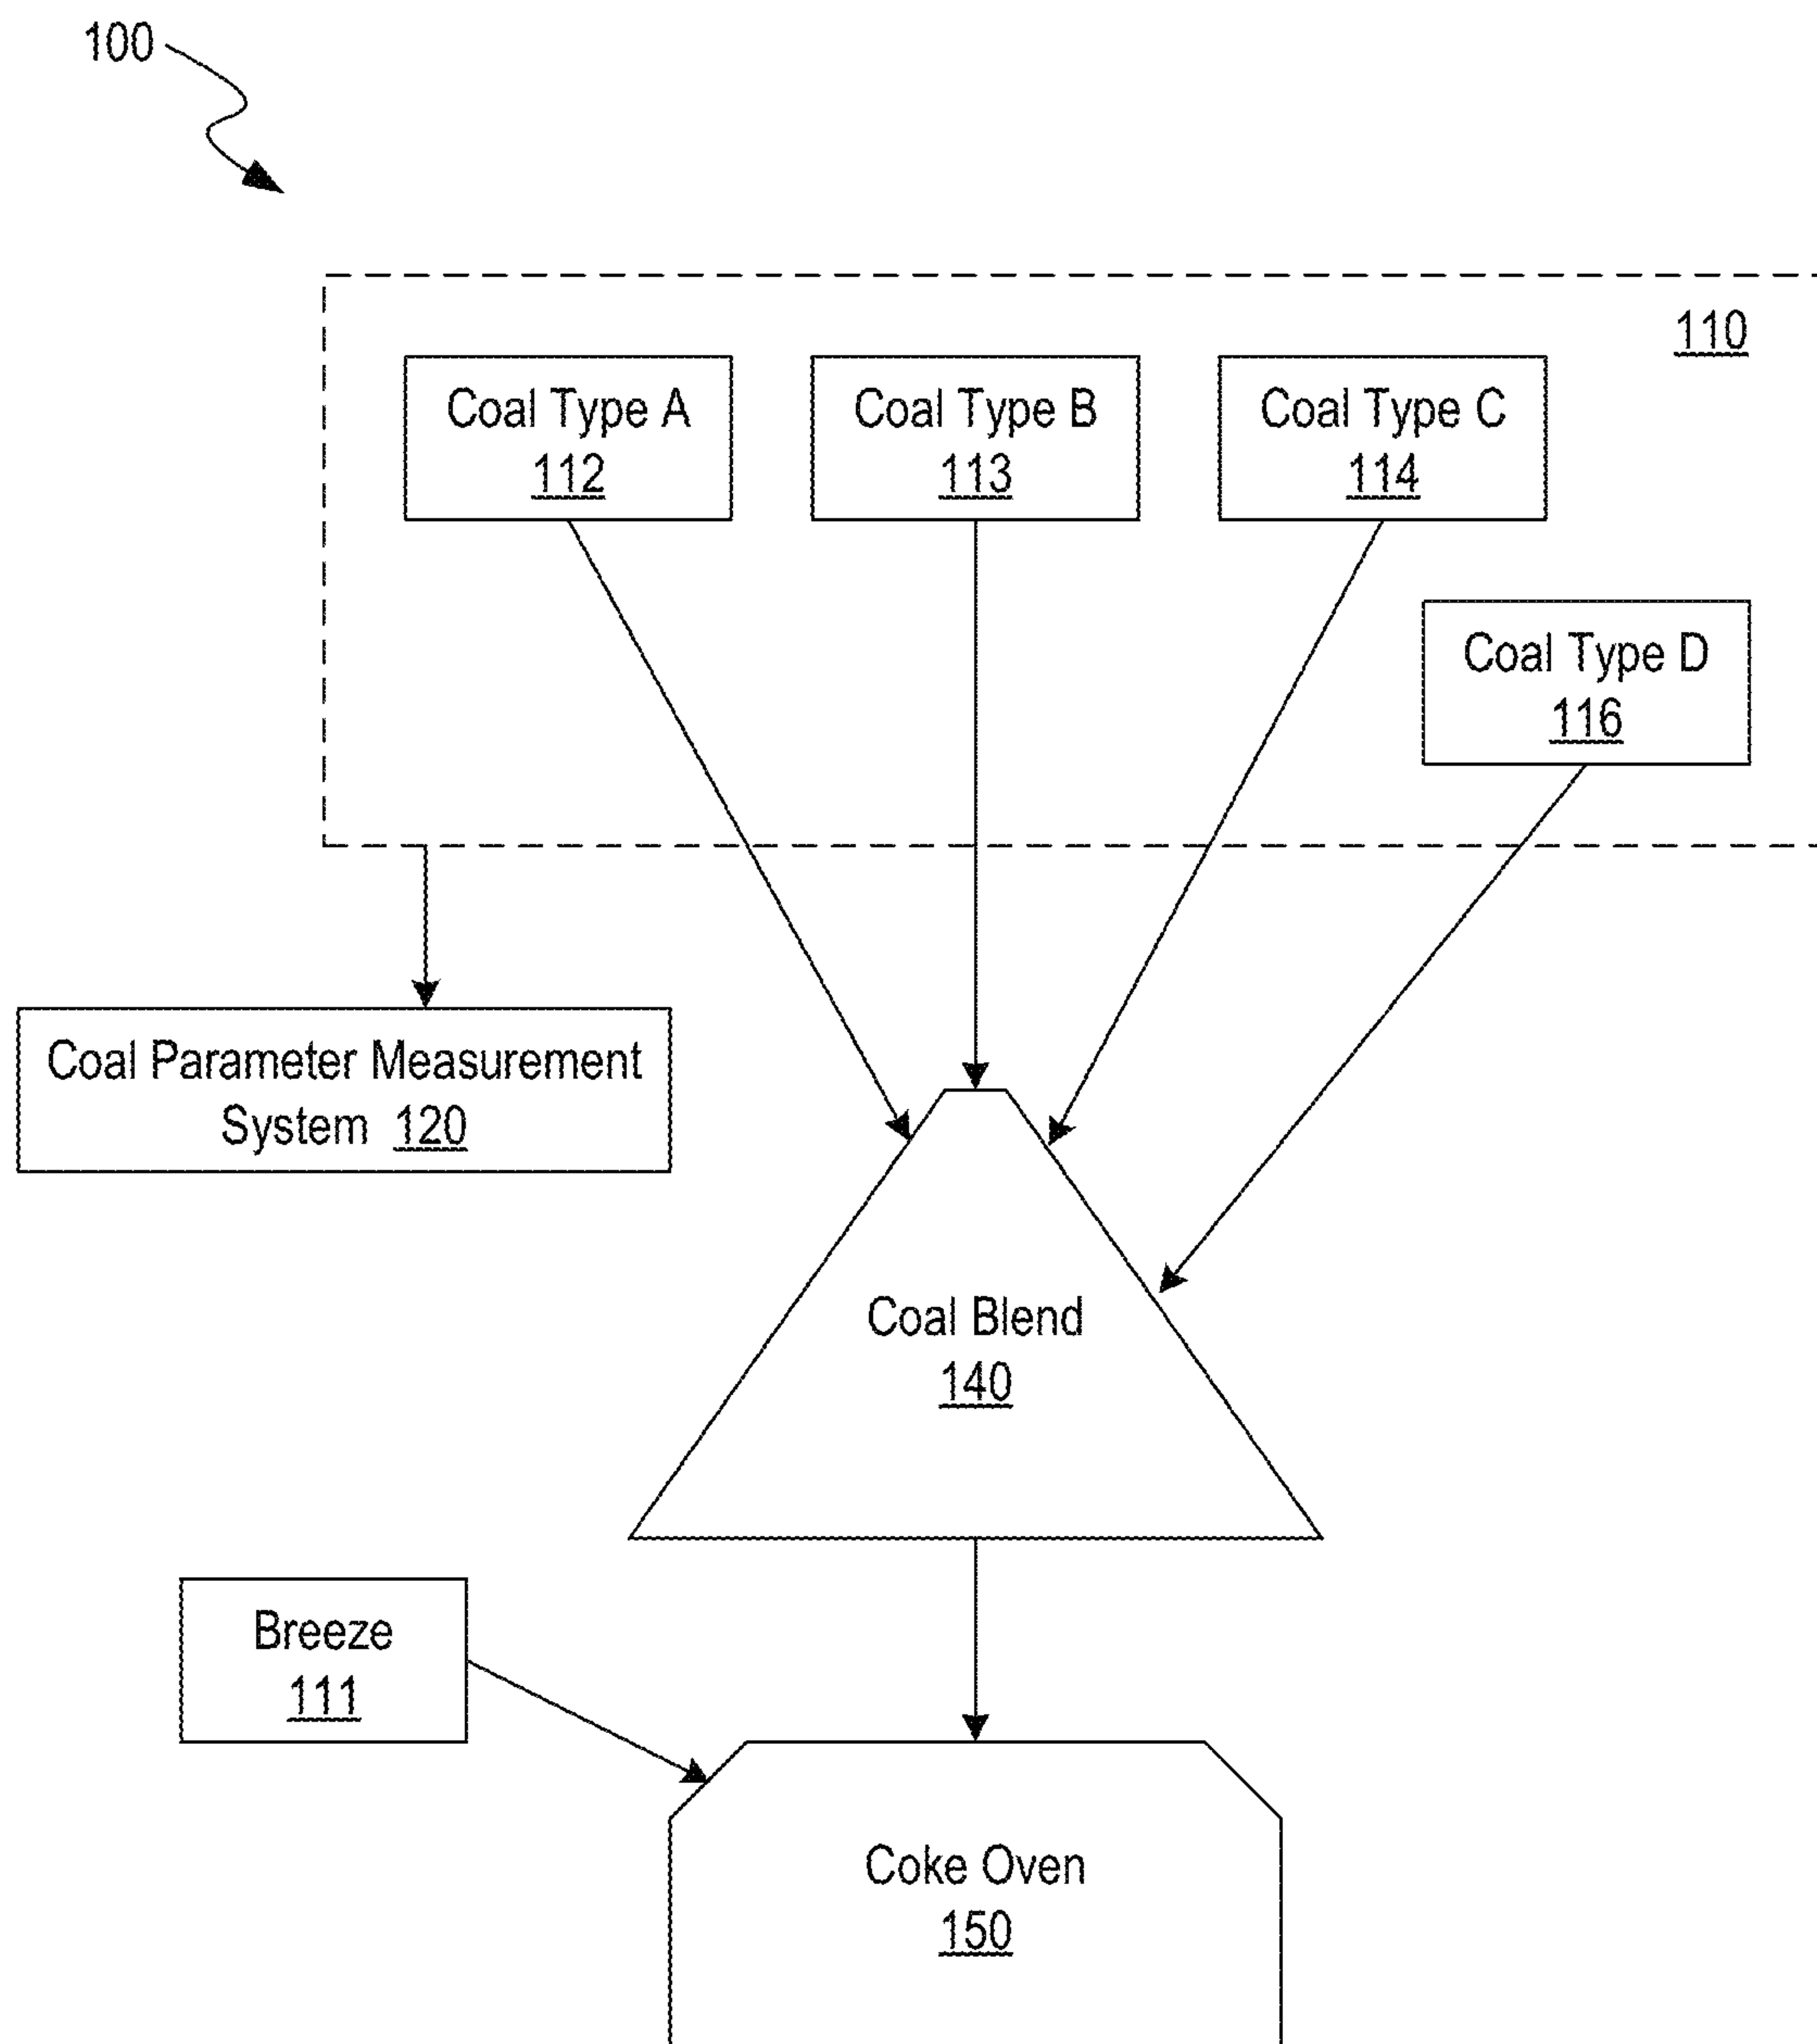 100
110
Coal Type A
112
Coal Type B
113
Coal Type C
114
Coal Type D
116
Coal Parameter Measurement
System 120
Coal Blend
140
Breeze
111
Coke Oven
150